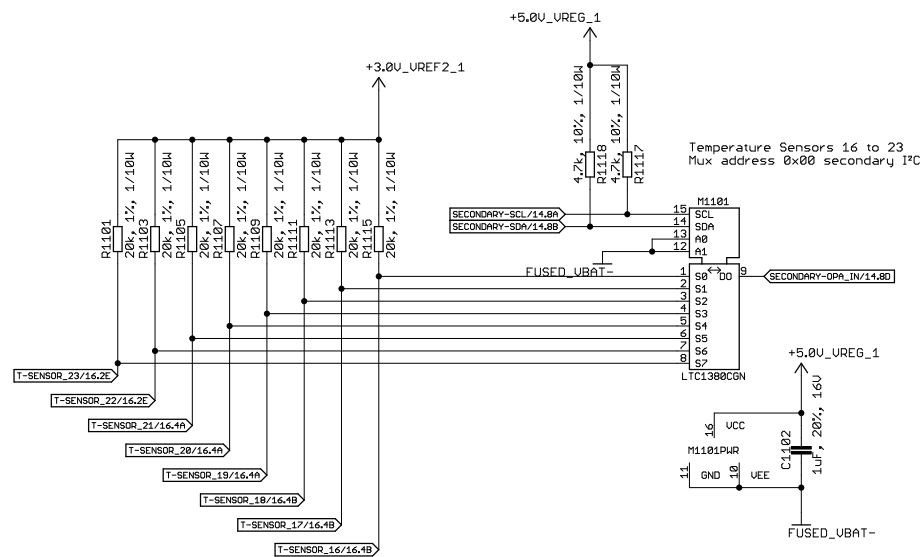 +5.0V_VREG_1
+3.0V_VREF2_1
R1101
20k, 1%, 1/10W
R1103
20k, 1%, 1/10W
R1105
20k, 1%, 1/10W
R1107
20k, 1%, 1/10W
R1109
20k, 1%, 1/10W
R1111
20k, 1%, 1/10W
R1113
20k, 1%, 1/10W
R1115
20k, 1%, 1/10W
4.7k, 10%, 1/10W
R1118
4.7k, 10%, 1/10W
R1117
Temperature Sensors 16 to 23
Mux address 0x00 secondary I²C
M1101
SECONDARY-SCL/14.8A
15 SCL
SECONDARY-SDA/14.8B
14 SDA
13 A0
12 A1
FUSED_VBAT-
1 S0 DO 9
SECONDARY-OPA_IN/14.8D
2 S1
3 S2
4 S3
5 S4
6 S5
7 S6
8 S7
LTC1380CGN
T-SENSOR_23/16.2E
T-SENSOR_22/16.2E
T-SENSOR_21/16.4A
T-SENSOR_20/16.4A
T-SENSOR_19/16.4A
T-SENSOR_18/16.4B
T-SENSOR_17/16.4B
T-SENSOR_16/16.4B
+5.0V_VREG_1
16 VCC
M1101PWR
11 GND 10 VEE
C1102
1uF, 20%, 16V
FUSED_VBAT-